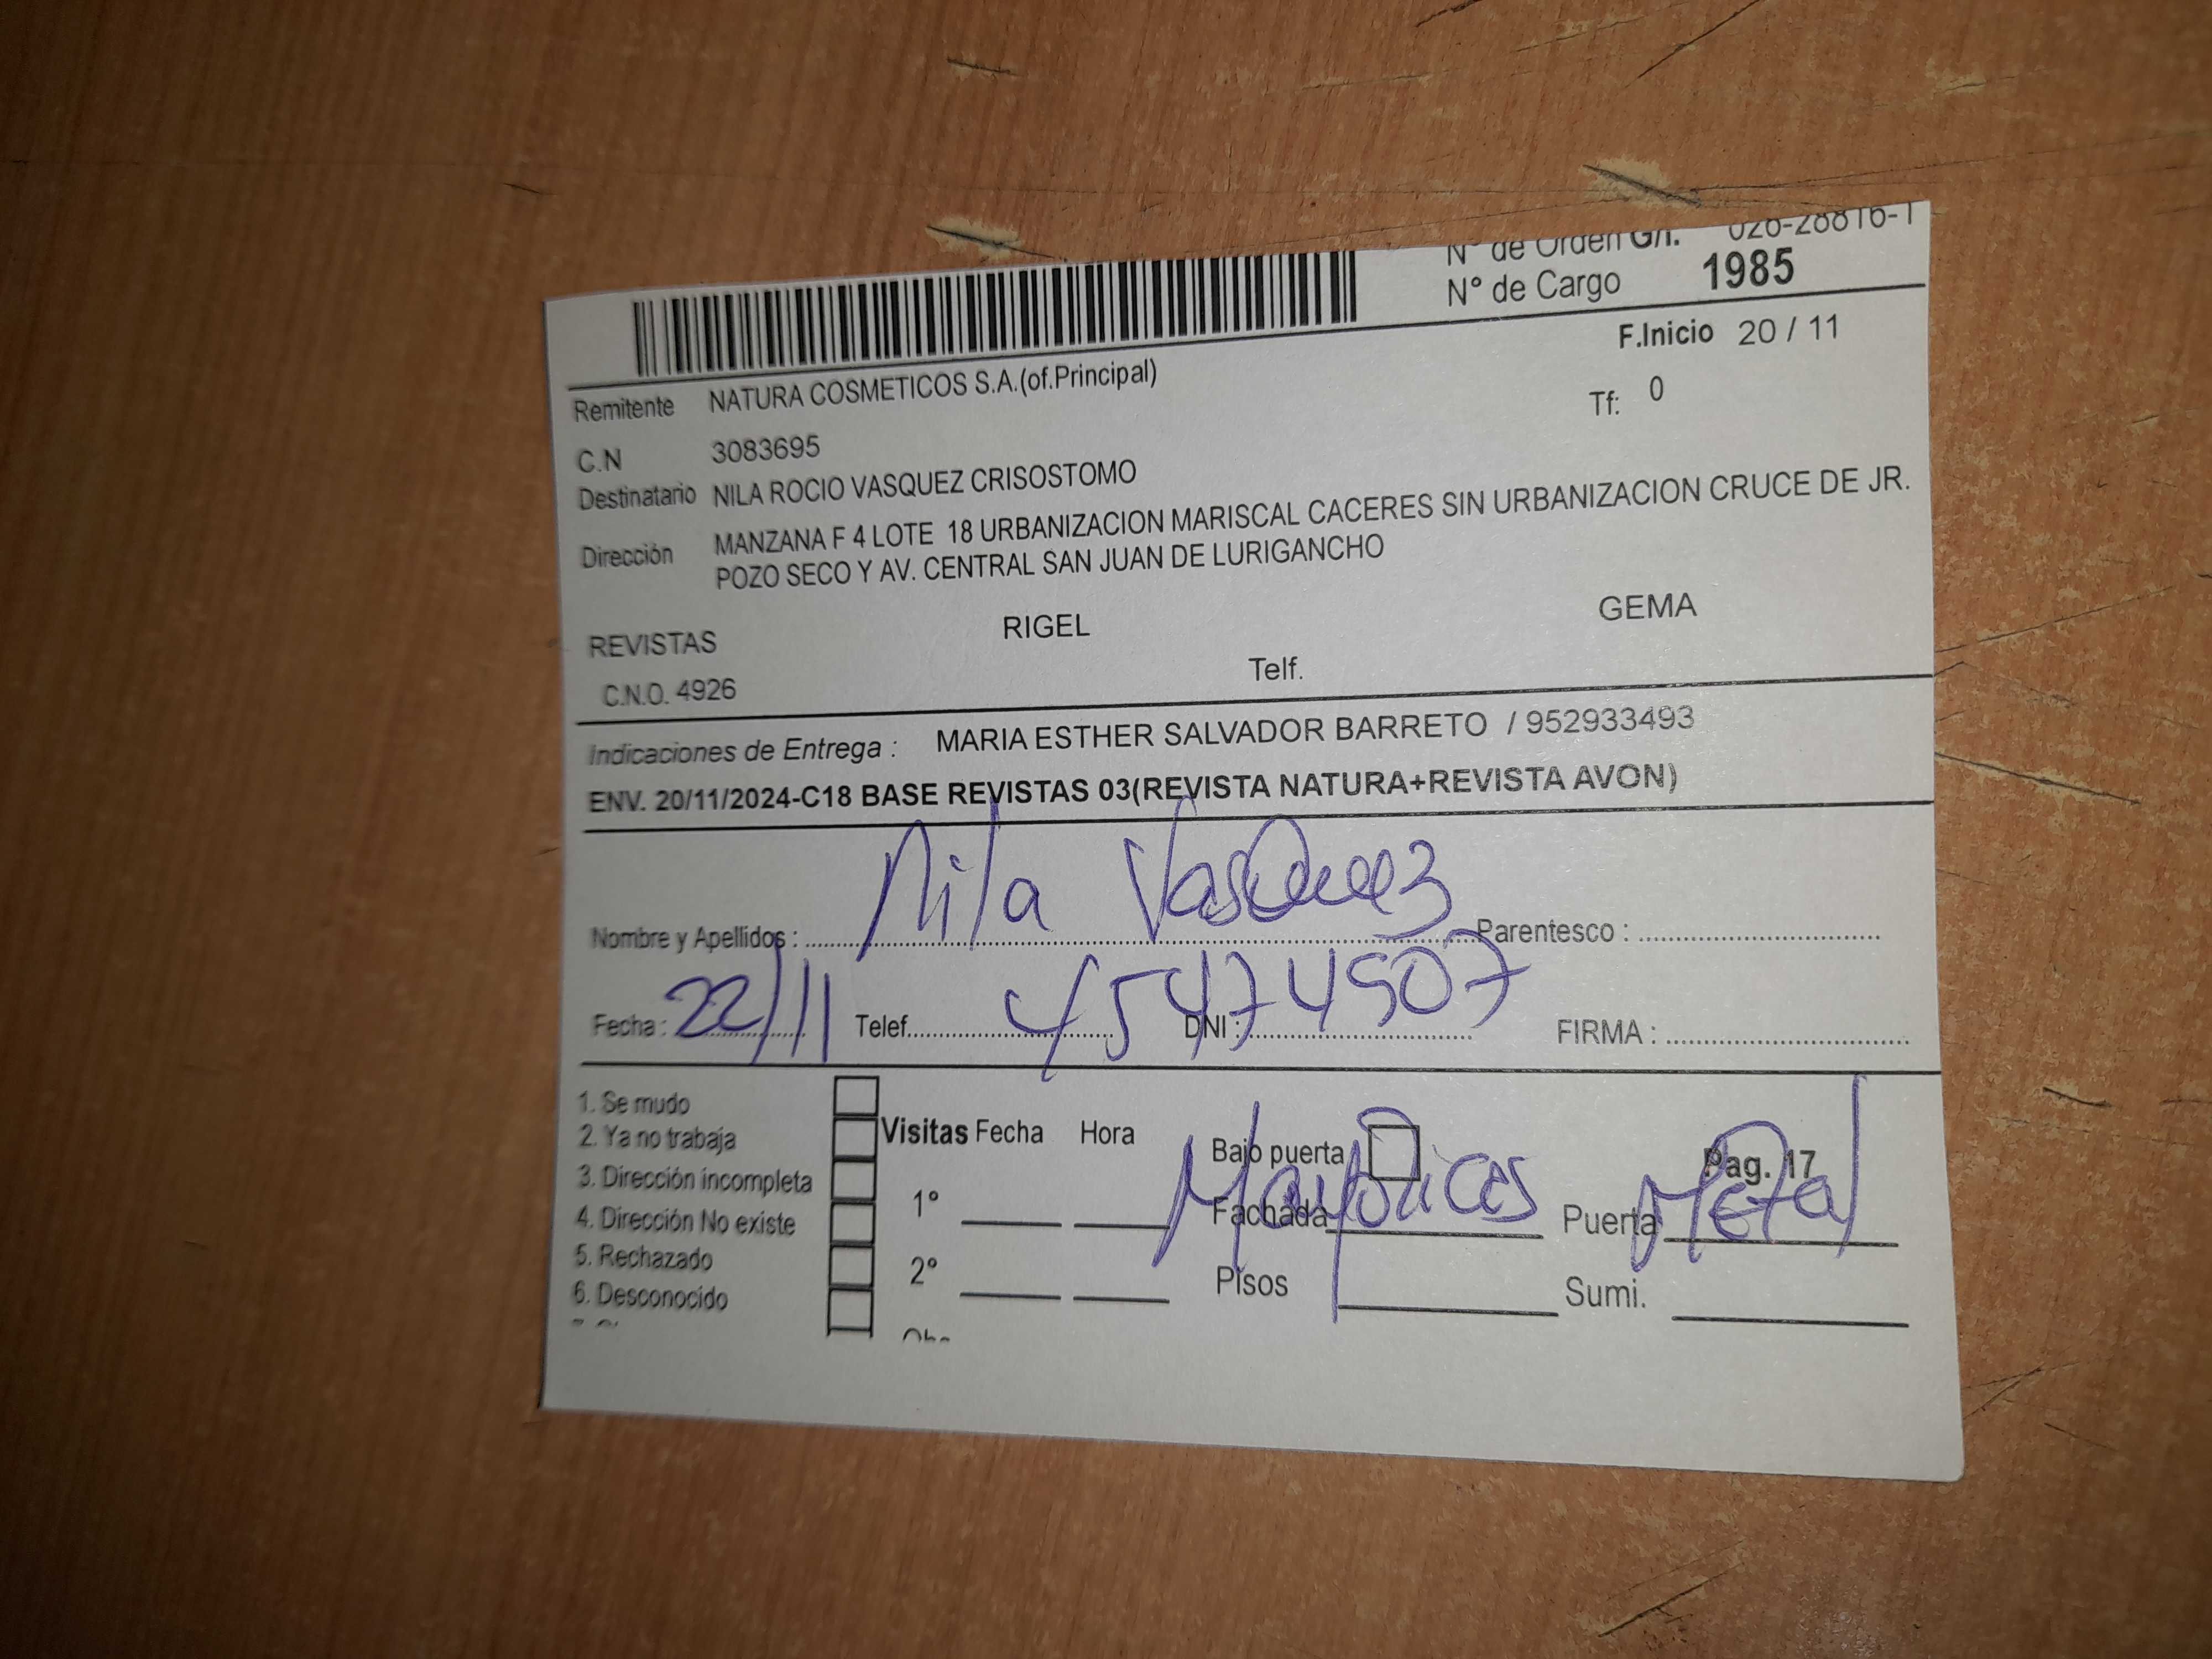 N° de Orden G/I. 026-28816-1
N° de Cargo 1985
F.Inicio 20 / 11
Remitente NATURA COSMETICOS S.A.(of.Principal)
Tf: 0
C.N 3083695
Destinatario NILA ROCIO VASQUEZ CRISOSTOMO
Dirección MANZANA F 4 LOTE 18 URBANIZACION MARISCAL CACERES SIN URBANIZACION CRUCE DE JR.
POZO SECO Y AV. CENTRAL SAN JUAN DE LURIGANCHO
REVISTAS RIGEL GEMA
C.N.O. 4926 Telf.
Indicaciones de Entrega : MARIA ESTHER SALVADOR BARRETO / 952933493
ENV. 20/11/2024-C18 BASE REVISTAS 03(REVISTA NATURA+REVISTA AVON)
Nombre y Apellidos : Nila Vasquez Parentesco :
Fecha : 22/11 Telef. DNI : 45474507 FIRMA :
1. Se mudo
2. Ya no trabaja Visitas Fecha Hora Bajo puerta Pag. 17
3. Dirección incompleta
4. Dirección No existe 1° Fachada Mayolicas Puerta Metal
5. Rechazado
6. Desconocido 2° Pisos Sumi.